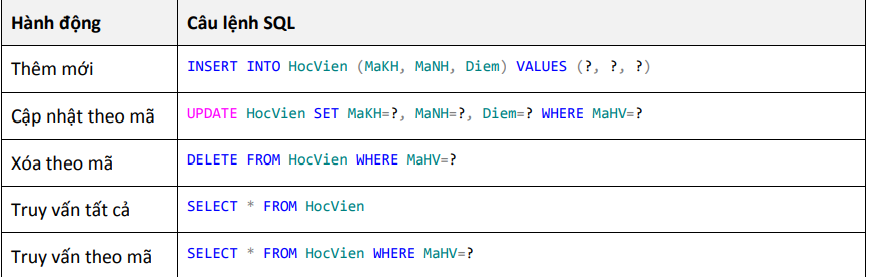 Hành động Câu lệnh SQL
Thêm mới INSERT INTO HocVien (MaKH, MaNH, Diem) VALUES (?, ?, ?)
Cập nhật theo mã UPDATE HocVien SET MaKH=?, MaNH=?, Diem=? WHERE MaHV=?
Xóa theo mã DELETE FROM HocVien WHERE MaHV=?
Truy vấn tất cả SELECT * FROM HocVien
Truy vấn theo mã SELECT * FROM HocVien WHERE MaHV=?